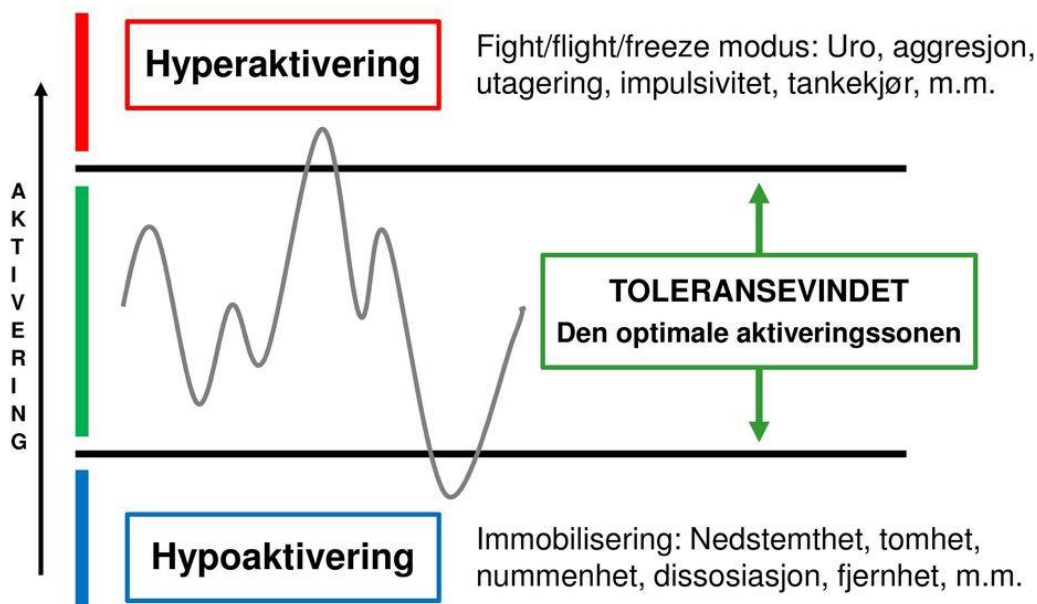 Hyperaktivering
Fight/flight/freeze modus: Uro, aggresjon,
utagering, impulsivitet, tankekjør, m.m.
AKTIVERING
TOLERANSEVINDET
Den optimale aktiveringssonen
Hypoaktivering
Immobilisering: Nedstemthet, tomhet,
nummenhet, dissosiasjon, fjernhet, m.m.